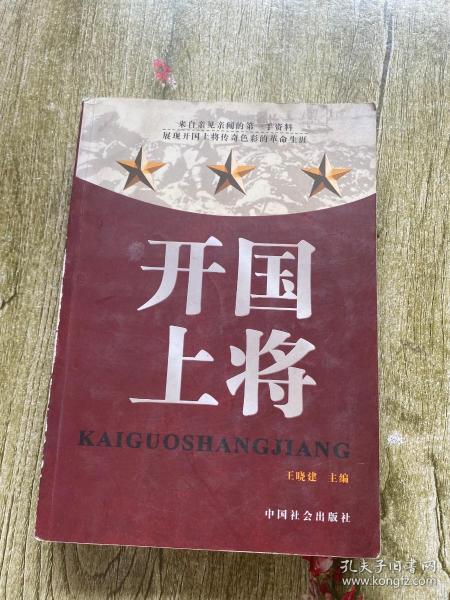 来自亲见亲闻的第一手资料
展现开国上将传奇色彩的革命生涯
开国
上将
KAIGUOSHANGJIANG
王晓建 主编
中国社会出版社
孔夫子旧书网
www.kongfz.com